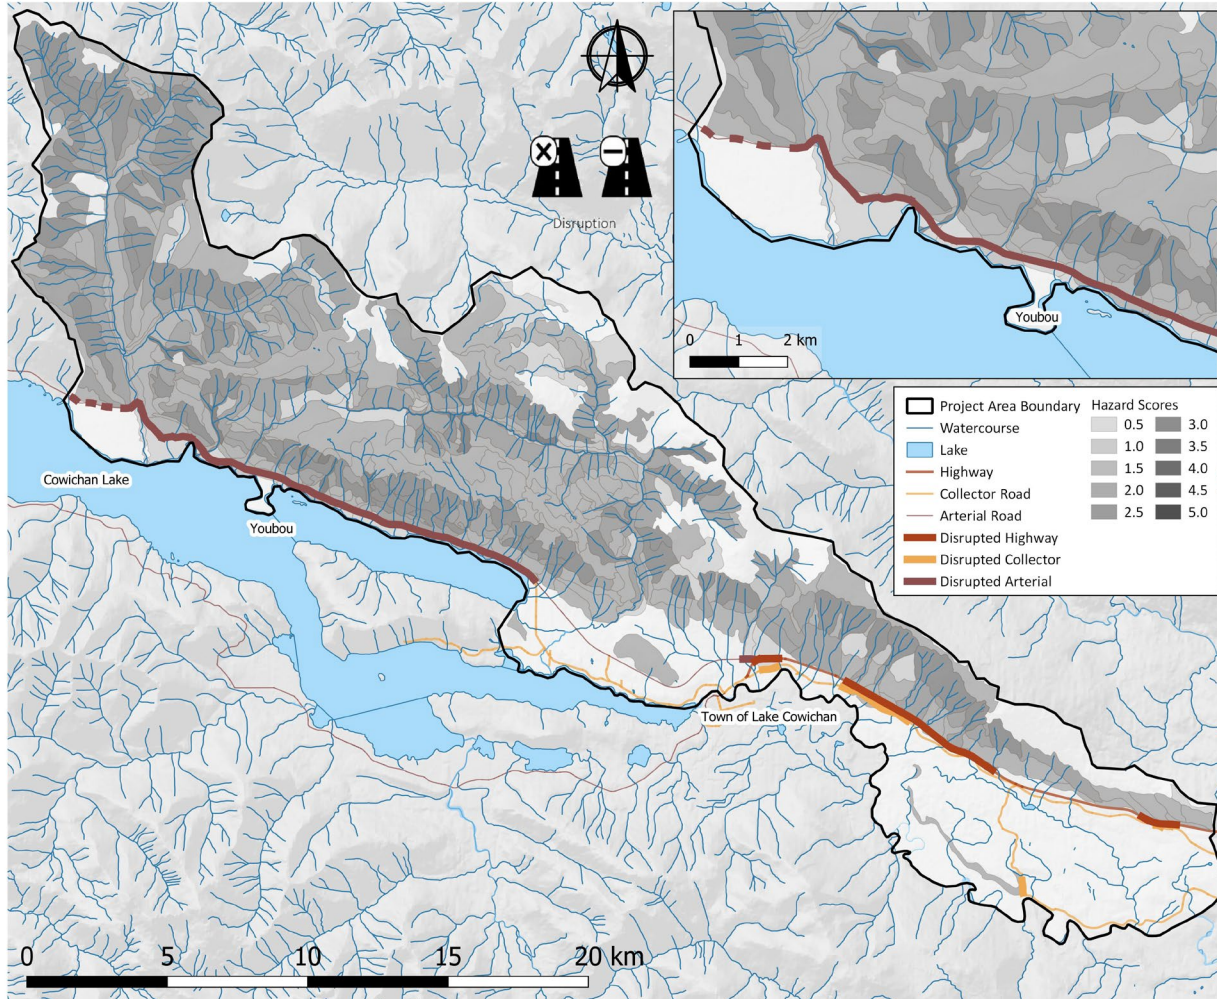 Disruption
Youbou
0 1 2 km
Cowichan Lake
Youbou
Town of Lake Cowichan
Project Area Boundary
Watercourse
Lake
Highway
Collector Road
Arterial Road
Disrupted Highway
Disrupted Collector
Disrupted Arterial
Hazard Scores
0.5 3.0
1.0 3.5
1.5 4.0
2.0 4.5
2.5 5.0
0 5 10 15 20 km